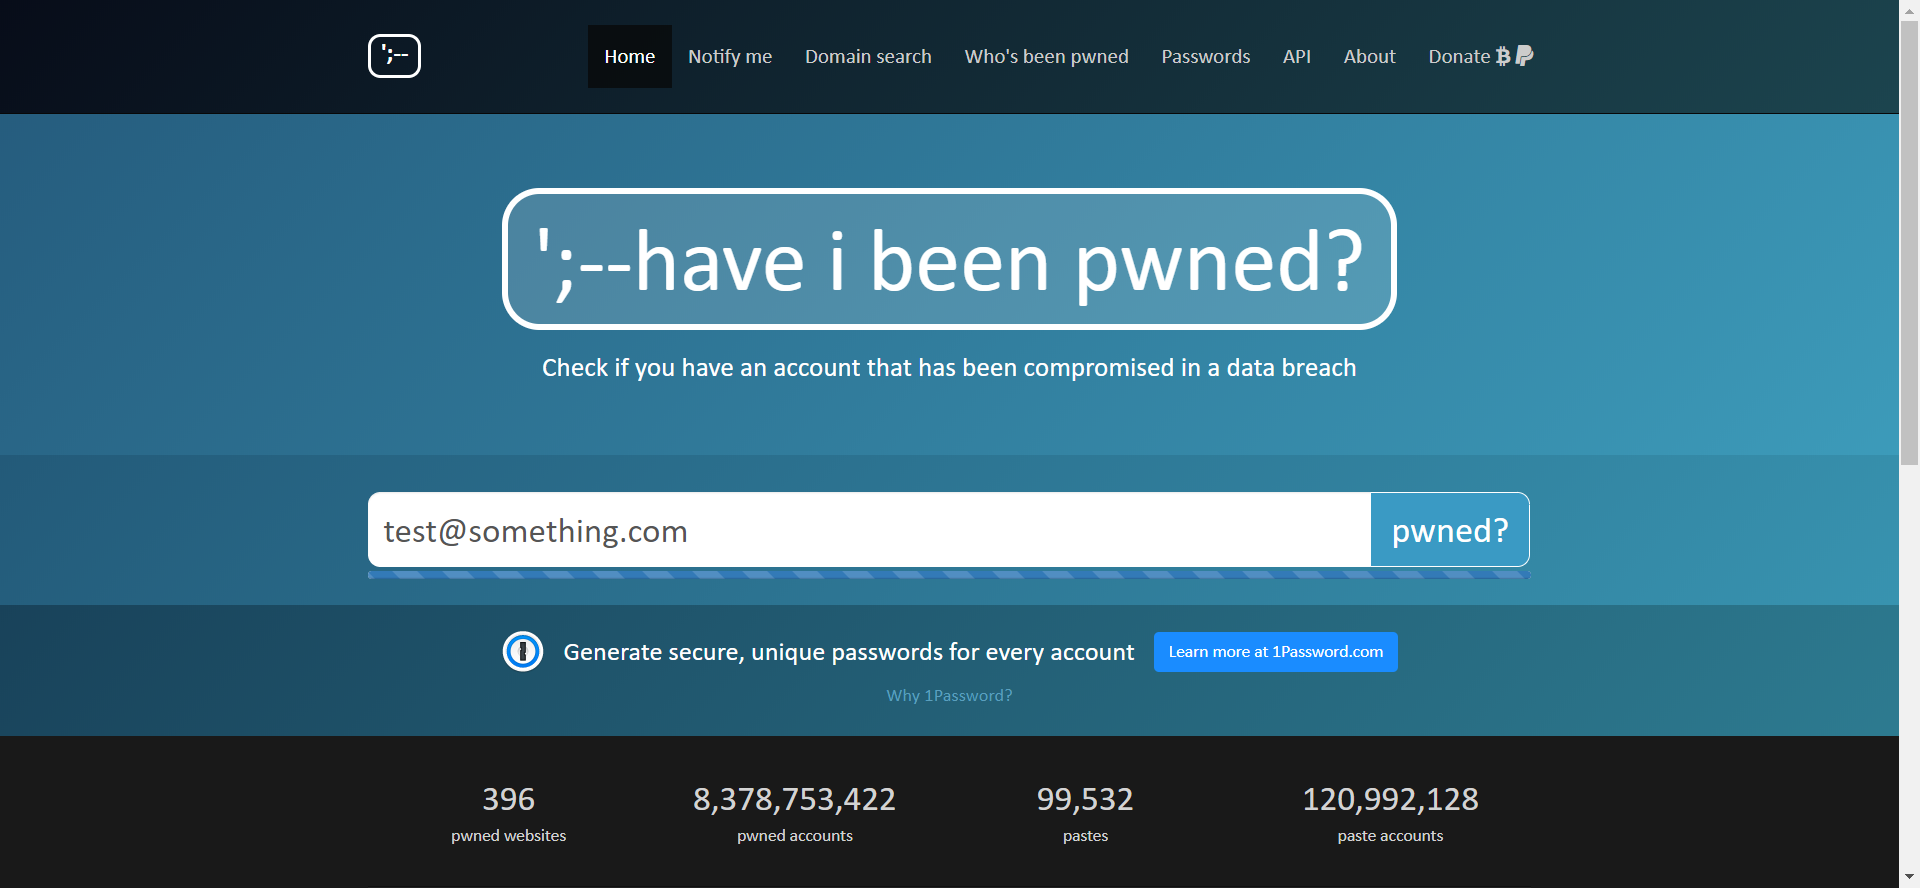 ';--
Home Notify me Domain search Who's been pwned Passwords API About Donate
';--have i been pwned?
Check if you have an account that has been compromised in a data breach
test@something.com pwned?
Generate secure, unique passwords for every account Learn more at 1Password.com
Why 1Password?
396 8,378,753,422 99,532 120,992,128
pwned websites pwned accounts pastes paste accounts